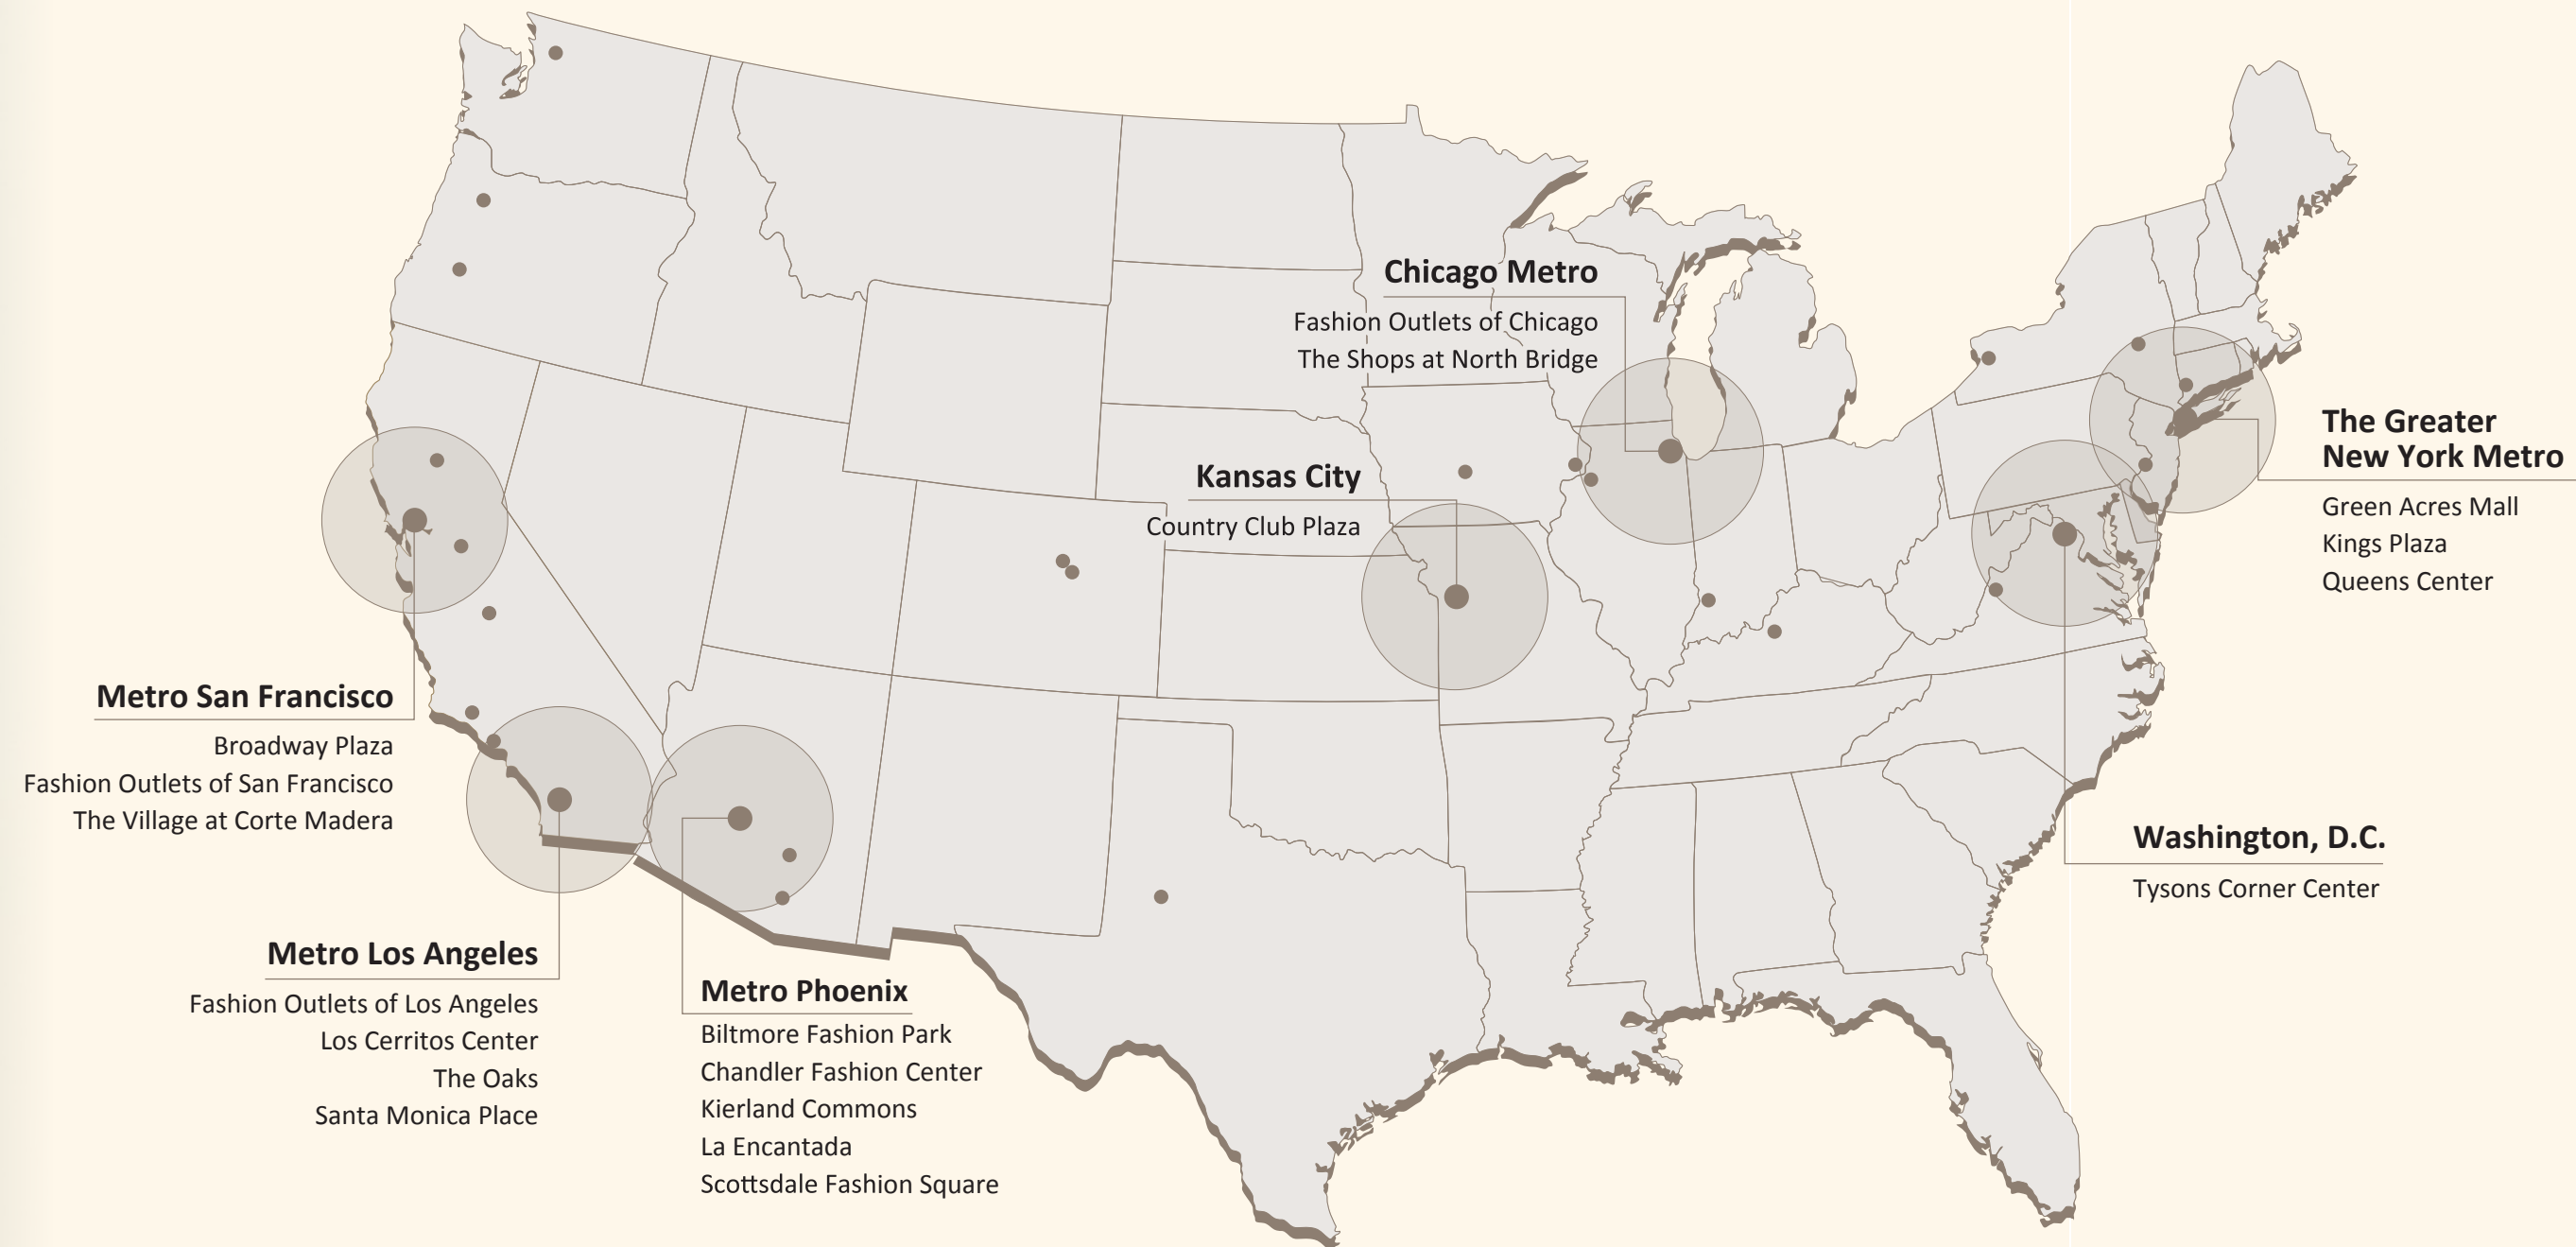 Chicago Metro
Fashion Outlets of Chicago
The Shops at North Bridge
Kansas City
Country Club Plaza
The Greater
New York Metro
Green Acres Mall
Kings Plaza
Queens Center
Metro San Francisco
Broadway Plaza
Fashion Outlets of San Francisco
The Village at Corte Madera
Washington, D.C.
Tysons Corner Center
Metro Los Angeles
Fashion Outlets of Los Angeles
Los Cerritos Center
The Oaks
Santa Monica Place
Metro Phoenix
Biltmore Fashion Park
Chandler Fashion Center
Kierland Commons
La Encantada
Scottsdale Fashion Square